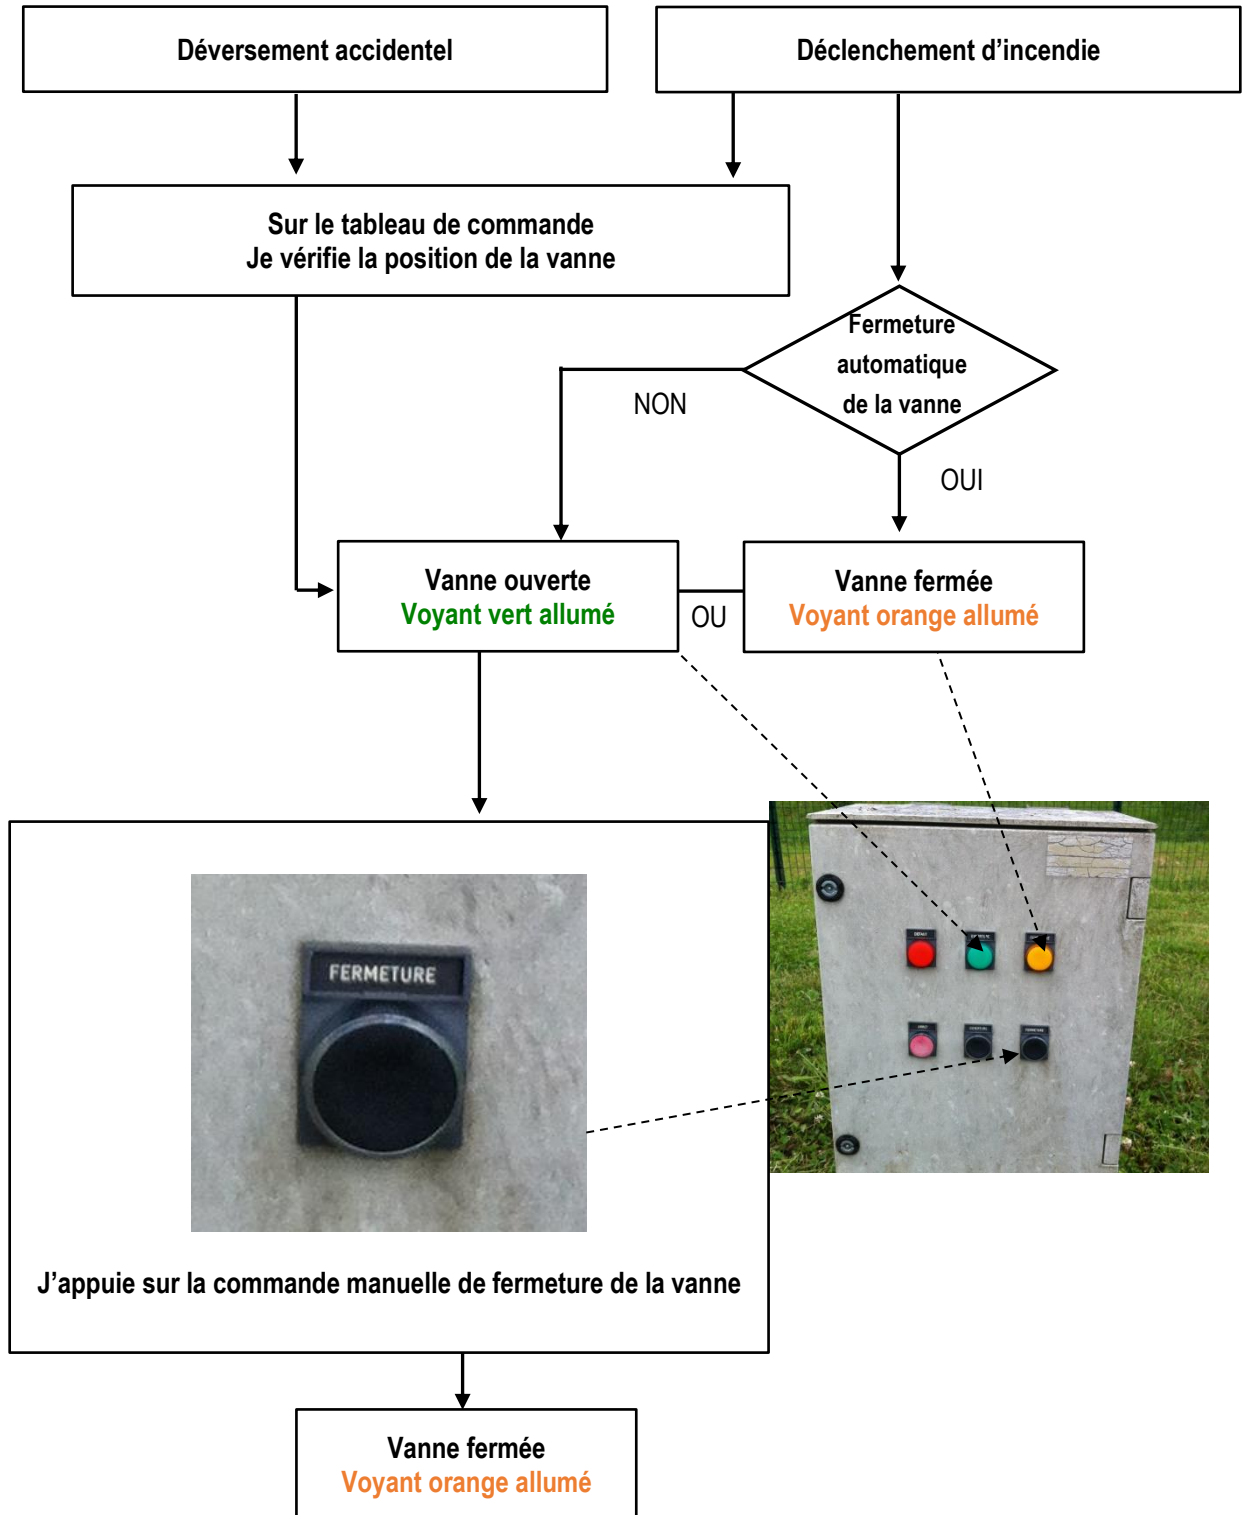 Déversement accidentel
Déclenchement d’incendie
Sur le tableau de commande
Je vérifie la position de la vanne
Fermeture
automatique
de la vanne
NON
OUI
Vanne ouverte
Voyant vert allumé
OU
Vanne fermée
Voyant orange allumé
FERMETURE
J’appuie sur la commande manuelle de fermeture de la vanne
Vanne fermée
Voyant orange allumé